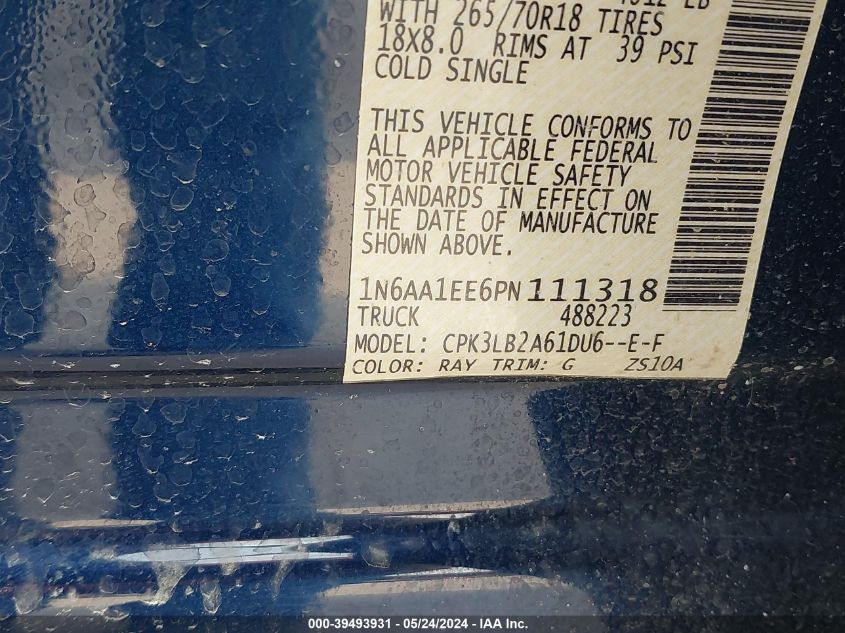 WITH 265/70R18 TIRES
18X8.0 RIMS AT 39 PSI
COLD SINGLE
THIS VEHICLE CONFORMS TO
ALL APPLICABLE FEDERAL
MOTOR VEHICLE SAFETY
STANDARDS IN EFFECT ON
THE DATE OF MANUFACTURE
SHOWN ABOVE.
1N6AA1EE6PN111318
TRUCK 488223
MODEL: CPK3LB2A61DU6--E-F
COLOR: RAY TRIM: G ZS10A
000-39493931 - 05/24/2024 - IAA Inc.